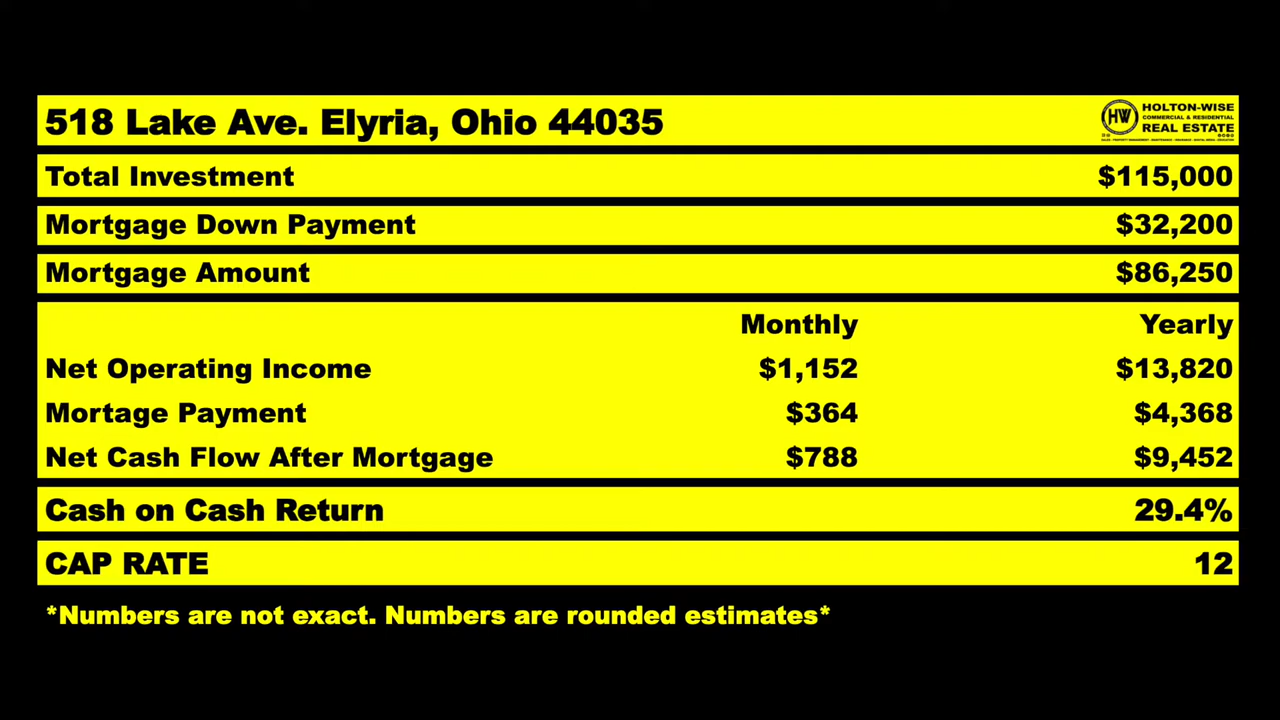 518 Lake Ave. Elyria, Ohio 44035
HW
HOLTON-WISE
COMMERCIAL & RESIDENTIAL
REAL ESTATE
Total Investment $115,000
Mortgage Down Payment $32,200
Mortgage Amount $86,250
Monthly Yearly
Net Operating Income $1,152 $13,820
Mortage Payment $364 $4,368
Net Cash Flow After Mortgage $788 $9,452
Cash on Cash Return 29.4%
CAP RATE 12
*Numbers are not exact. Numbers are rounded estimates*